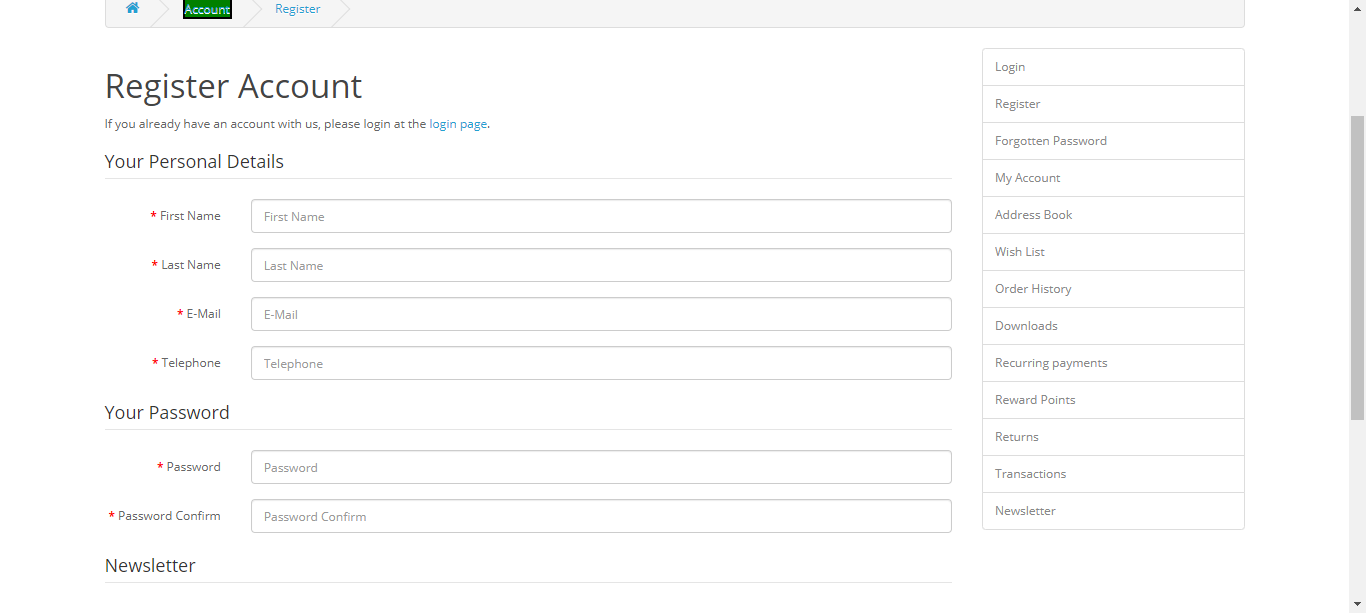 Account
Register
Register Account
If you already have an account with us, please login at the login page.
Your Personal Details
* First Name
First Name
* Last Name
Last Name
* E-Mail
E-Mail
* Telephone
Telephone
Your Password
* Password
Password
* Password Confirm
Password Confirm
Newsletter
Login
Register
Forgotten Password
My Account
Address Book
Wish List
Order History
Downloads
Recurring payments
Reward Points
Returns
Transactions
Newsletter